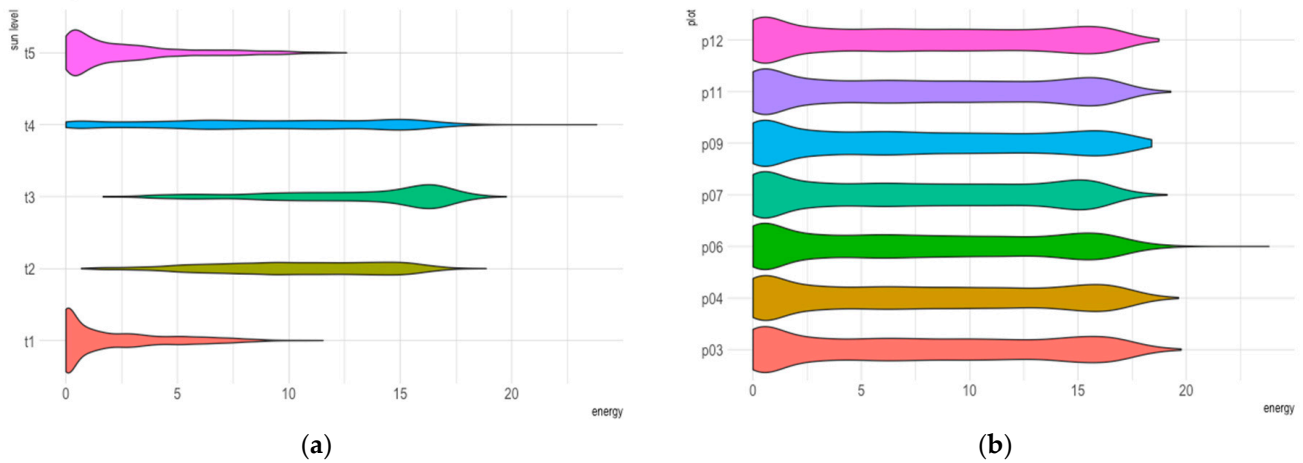 sun level
t5
t4
t3
t2
t1
0 5 10 15 20
energy
(a)
plot
p12
p11
p09
p07
p06
p04
p03
0 5 10 15 20
energy
(b)